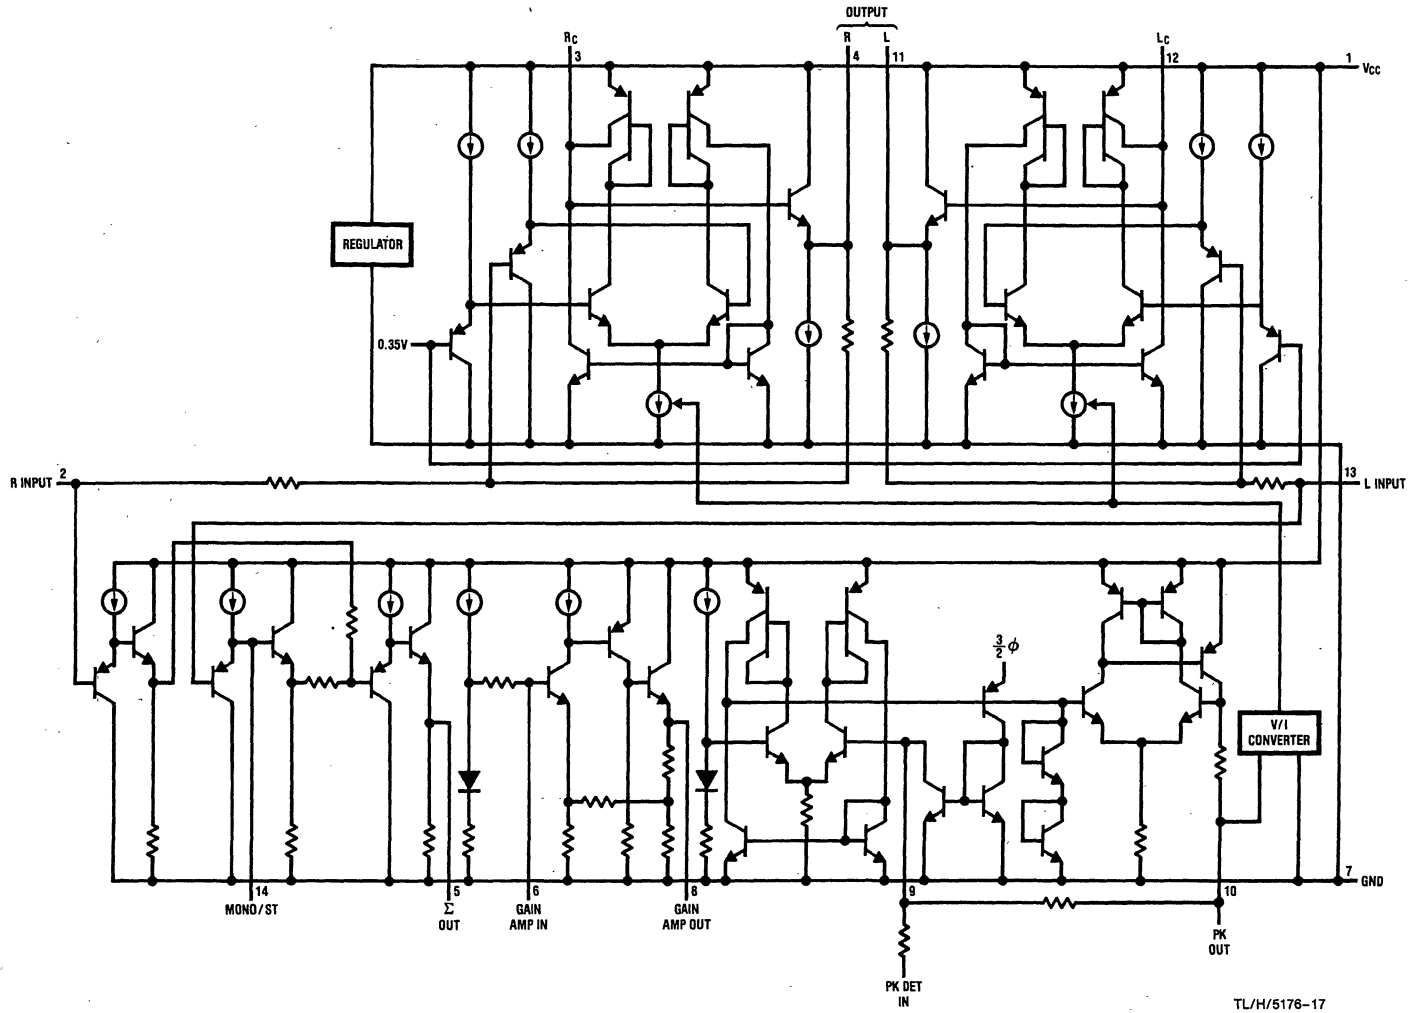 OUTPUT
RC
R
L
LC
3
4
11
12
1
VCC
REGULATOR
0.35V
R INPUT
2
13
L INPUT
3/2 ϕ
V/I
CONVERTER
14
5
6
8
9
10
7
GND
MONO/ST
Σ
OUT
GAIN
AMP IN
GAIN
AMP OUT
PK
OUT
PK DET
IN
TL/H/5176-17